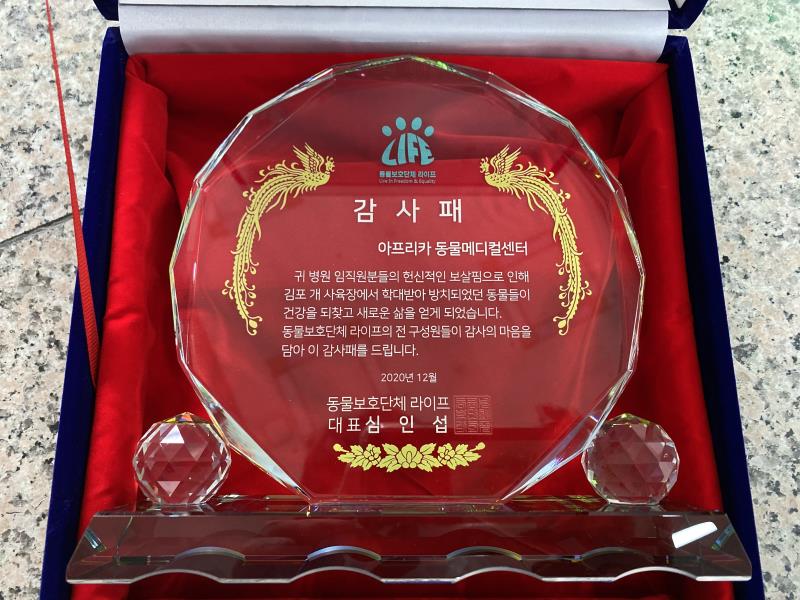 LIFE
동물보호단체 라이프
Live In Freedom & Equality
감 사 패
아프리카 동물메디컬센터
귀 병원 임직원분들의 헌신적인 보살핌으로 인해
김포 개 사육장에서 학대받아 방치되었던 동물들이
건강을 되찾고 새로운 삶을 얻게 되었습니다.
동물보호단체 라이프의 전 구성원들이 감사의 마음을
담아 이 감사패를 드립니다.
2020년 12월
동물보호단체 라이프
대 표 심 인 섭